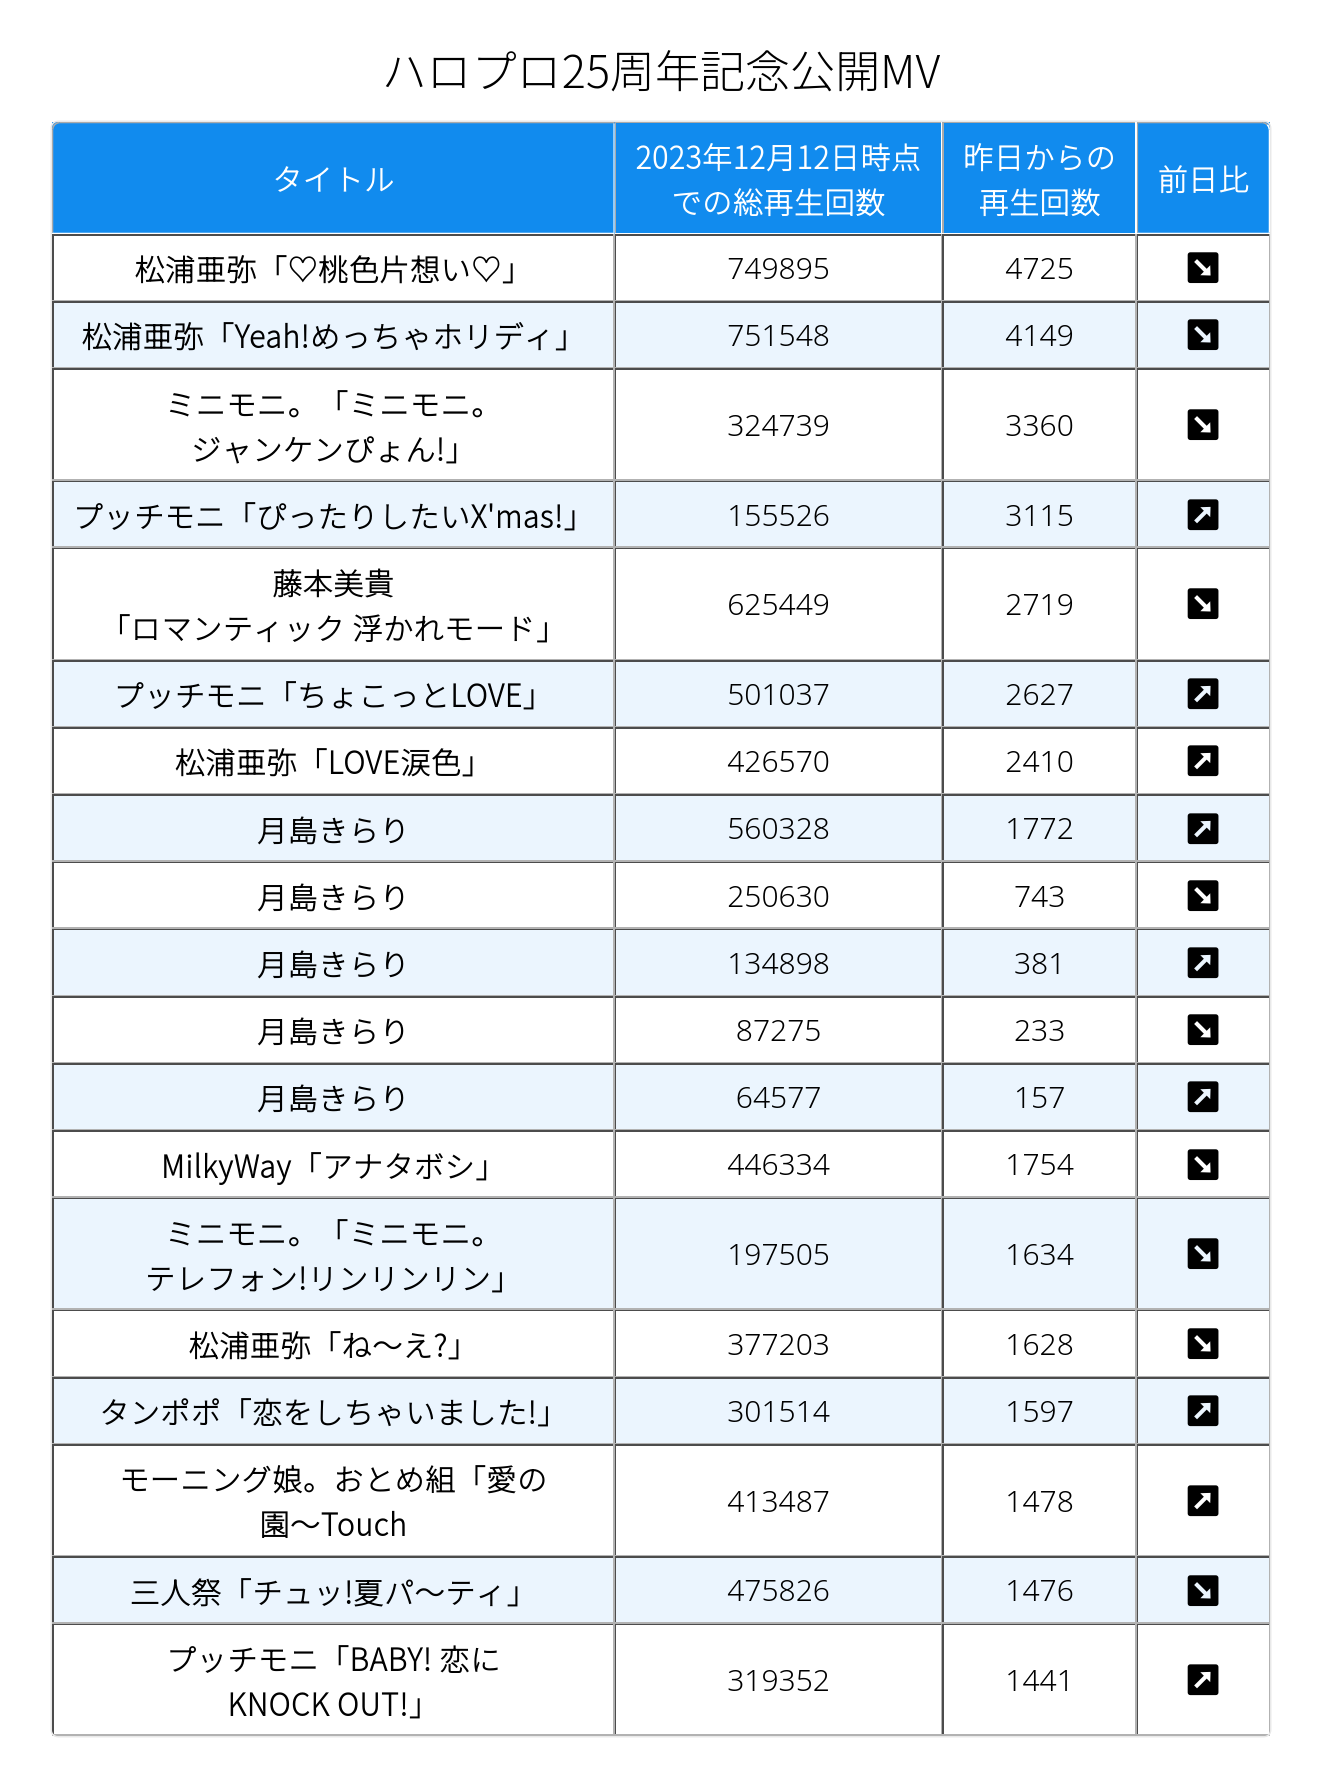 ハロプロ25周年記念公開MV
タイトル
2023年12月12日時点
での総再生回数
昨日からの
再生回数
前日比
松浦亜弥「♡桃色片想い♡」 749895 4725 ↘
松浦亜弥「Yeah!めっちゃホリディ」 751548 4149 ↘
ミニモニ。「ミニモニ。
ジャンケンぴょん!」 324739 3360 ↘
プッチモニ「ぴったりしたいX'mas!」 155526 3115 ↗
藤本美貴
「ロマンティック 浮かれモード」 625449 2719 ↘
プッチモニ「ちょこっとLOVE」 501037 2627 ↗
松浦亜弥「LOVE涙色」 426570 2410 ↗
月島きらり 560328 1772 ↗
月島きらり 250630 743 ↘
月島きらり 134898 381 ↗
月島きらり 87275 233 ↘
月島きらり 64577 157 ↗
MilkyWay「アナタボシ」 446334 1754 ↘
ミニモニ。「ミニモニ。
テレフォン!リンリンリン」 197505 1634 ↘
松浦亜弥「ね〜え?」 377203 1628 ↘
タンポポ「恋をしちゃいました!」 301514 1597 ↗
モーニング娘。おとめ組「愛の
園〜Touch 413487 1478 ↗
三人祭「チュッ!夏パ〜ティ」 475826 1476 ↘
プッチモニ「BABY! 恋に
KNOCK OUT!」 319352 1441 ↗